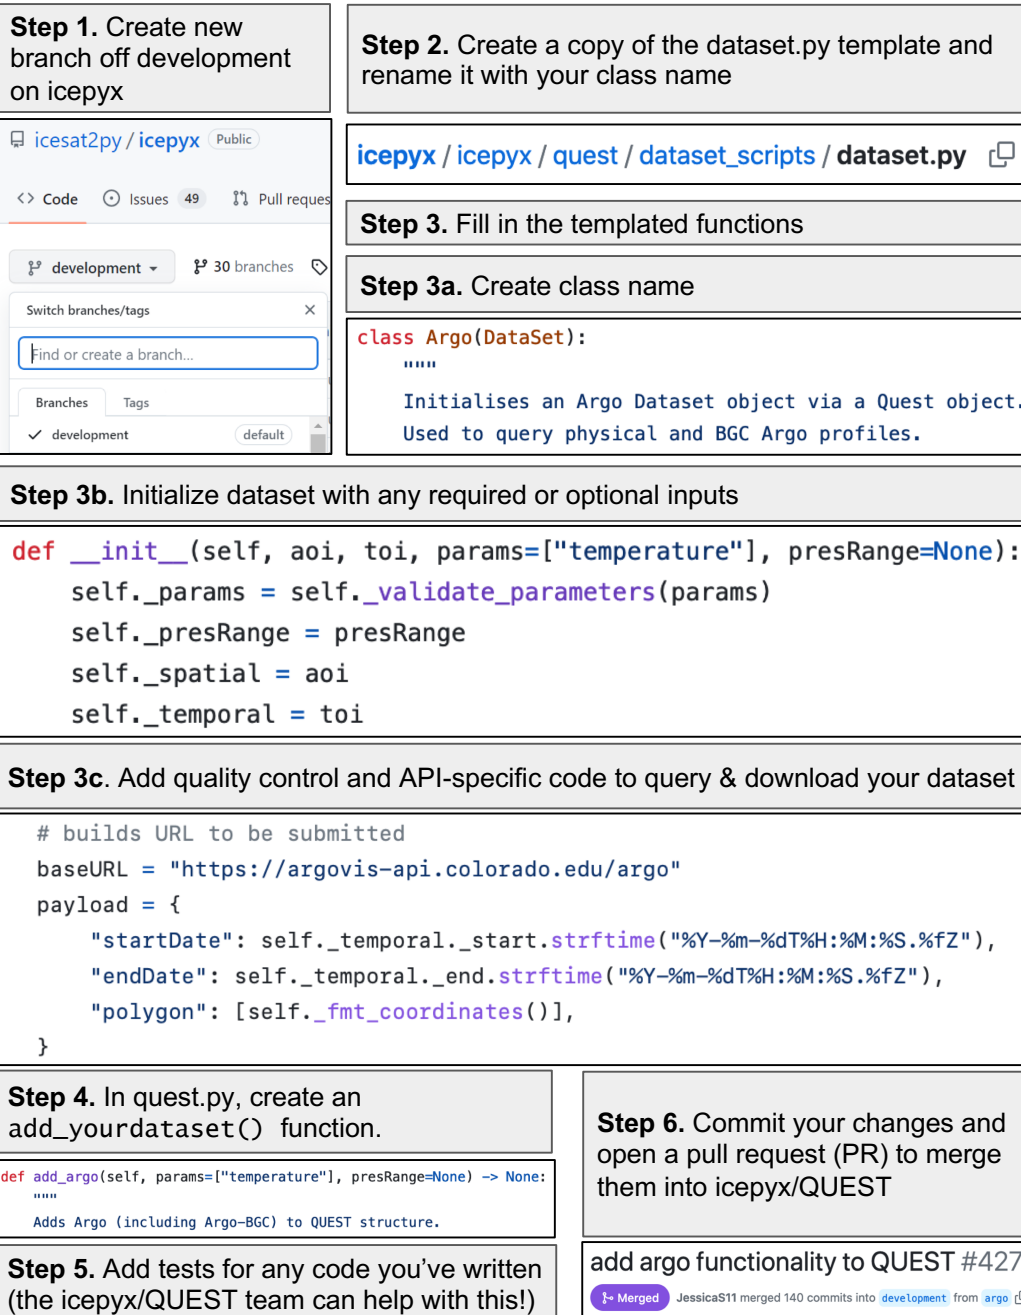 Step 1. Create new
branch off development
on icepyx
icesat2py / icepyx Public
<> Code Issues 49 Pull reques
development 30 branches
Switch branches/tags
Find or create a branch...
Branches Tags
development default
Step 2. Create a copy of the dataset.py template and
rename it with your class name
icepyx / icepyx / quest / dataset_scripts / dataset.py
Step 3. Fill in the templated functions
Step 3a. Create class name
class Argo(DataSet):
"""
Initialises an Argo Dataset object via a Quest object.
Used to query physical and BGC Argo profiles.
Step 3b. Initialize dataset with any required or optional inputs
def __init__(self, aoi, toi, params=["temperature"], presRange=None):
self._params = self._validate_parameters(params)
self._presRange = presRange
self._spatial = aoi
self._temporal = toi
Step 3c. Add quality control and API-specific code to query & download your dataset
# builds URL to be submitted
baseURL = "https://argovis-api.colorado.edu/argo"
payload = {
"startDate": self._temporal._start.strftime("%Y-%m-%dT%H:%M:%S.%fZ"),
"endDate": self._temporal._end.strftime("%Y-%m-%dT%H:%M:%S.%fZ"),
"polygon": [self._fmt_coordinates()],
}
Step 4. In quest.py, create an
add_yourdataset() function.
def add_argo(self, params=["temperature"], presRange=None) -> None:
"""
Adds Argo (including Argo-BGC) to QUEST structure.
Step 5. Add tests for any code you've written
(the icepyx/QUEST team can help with this!)
Step 6. Commit your changes and
open a pull request (PR) to merge
them into icepyx/QUEST
add argo functionality to QUEST #427
Merged JessicaS11 merged 140 commits into development from argo